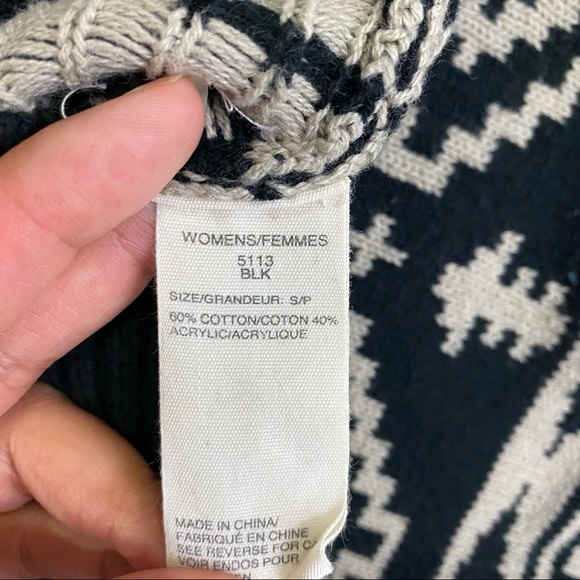 WOMENS/FEMMES
5113
BLK
SIZE/GRANDEUR: S/P
60% COTTON/COTON 40%
ACRYLIC/ACRYLIQUE
MADE IN CHINA/
FABRIQUÉ EN CHINE
SEE REVERSE FOR
VOIR ENDOS POUR